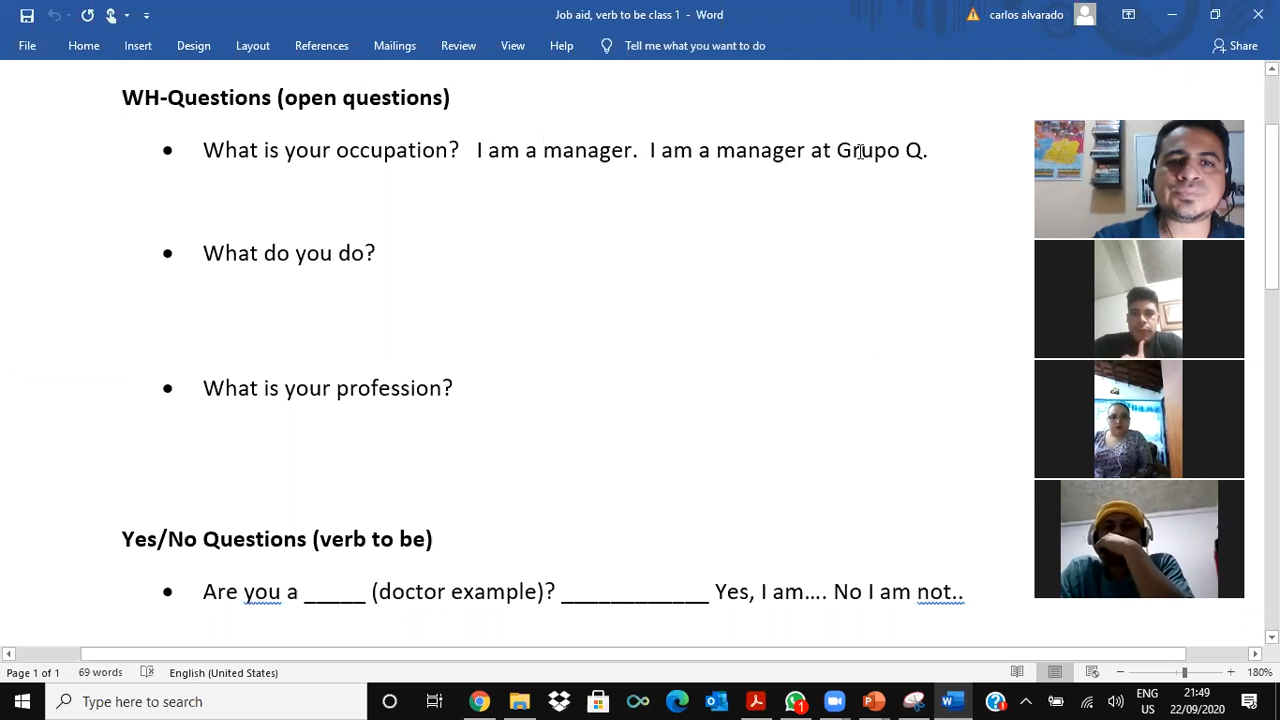 Job aid, verb to be class 1 - Word
carlos alvarado
File Home Insert Design Layout References Mailings Review View Help Tell me what you want to do Share
WH-Questions (open questions)
• What is your occupation? I am a manager. I am a manager at Grupo Q.
• What do you do?
• What is your profession?
Yes/No Questions (verb to be)
• Are you a _____ (doctor example)? ____________ Yes, I am…. No I am not..
Page 1 of 1 69 words English (United States) 180%
Type here to search
1
ENG 21:49
US 22/09/2020
1